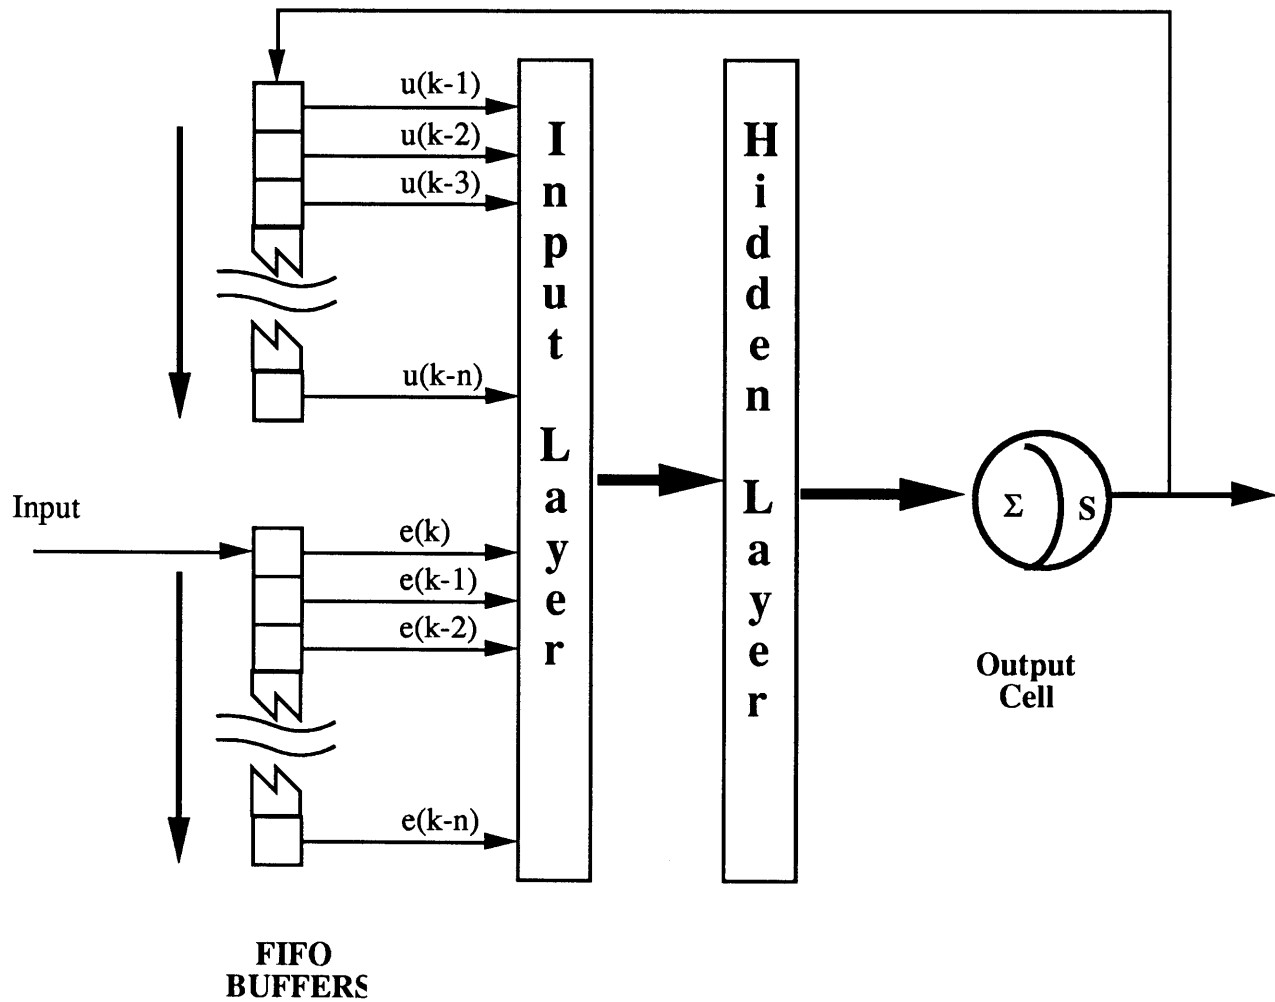 u(k-1)
u(k-2)
u(k-3)
u(k-n)
Input
e(k)
e(k-1)
e(k-2)
e(k-n)
Input Layer
Hidden Layer
Σ
S
Output
Cell
FIFO
BUFFERS